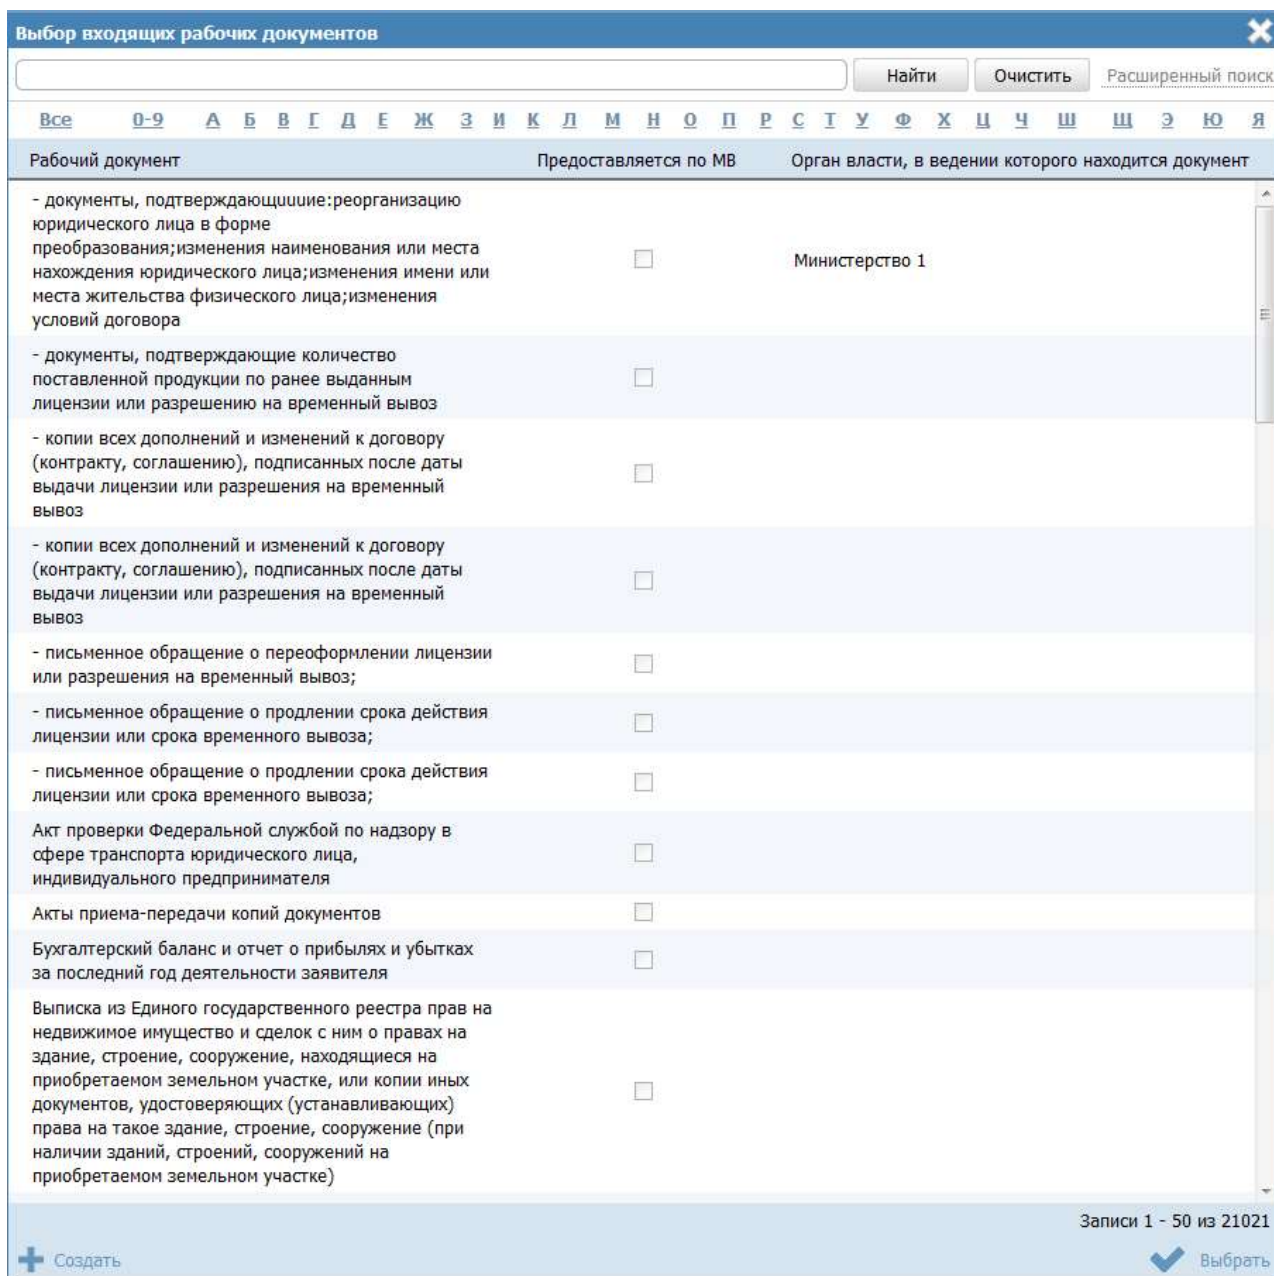 Выбор входящих рабочих документов
Найти Очистить Расширенный поиск
Все 0-9 А Б В Г Д Е Ж З И К Л М Н О П Р С Т У Ф Х Ц Ч Ш Щ Э Ю Я
Рабочий документ Предоставляется по МВ Орган власти, в ведении которого находится документ
- документы, подтверждающиииие:реорганизацию
юридического лица в форме
преобразования;изменения наименования или места
нахождения юридического лица;изменения имени или
места жительства физического лица;изменения
условий договора
Министерство 1
- документы, подтверждающие количество
поставленной продукции по ранее выданным
лицензии или разрешению на временный вывоз
- копии всех дополнений и изменений к договору
(контракту, соглашению), подписанных после даты
выдачи лицензии или разрешения на временный
вывоз
- копии всех дополнений и изменений к договору
(контракту, соглашению), подписанных после даты
выдачи лицензии или разрешения на временный
вывоз
- письменное обращение о переоформлении лицензии
или разрешения на временный вывоз;
- письменное обращение о продлении срока действия
лицензии или срока временного вывоза;
- письменное обращение о продлении срока действия
лицензии или срока временного вывоза;
Акт проверки Федеральной службой по надзору в
сфере транспорта юридического лица,
индивидуального предпринимателя
Акты приема-передачи копий документов
Бухгалтерский баланс и отчет о прибылях и убытках
за последний год деятельности заявителя
Выписка из Единого государственного реестра прав на
недвижимое имущество и сделок с ним о правах на
здание, строение, сооружение, находящиеся на
приобретаемом земельном участке, или копии иных
документов, удостоверяющих (устанавливающих)
права на такое здание, строение, сооружение (при
наличии зданий, строений, сооружений на
приобретаемом земельном участке)
Записи 1 - 50 из 21021
Создать Выбрать